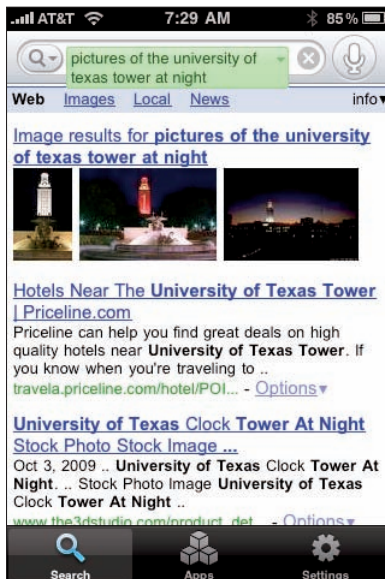 AT&T 7:29 AM 85%
pictures of the university of
texas tower at night
Web Images Local News info▾
Image results for pictures of the university
of texas tower at night
Hotels Near The University of Texas Tower
| Priceline.com
Priceline can help you find great deals on high
quality hotels near University of Texas Tower. If
you know when you're traveling to ..
travela.priceline.com/hotel/POI... - Options▾
University of Texas Clock Tower At Night
Stock Photo Stock Image ...
Oct 3, 2009 .. University of Texas Clock Tower At
Night. .. Stock Photo Image University of Texas
Clock Tower At Night ..
www.the3dstudio.com/product_det... - Options▾
Search Apps Settings